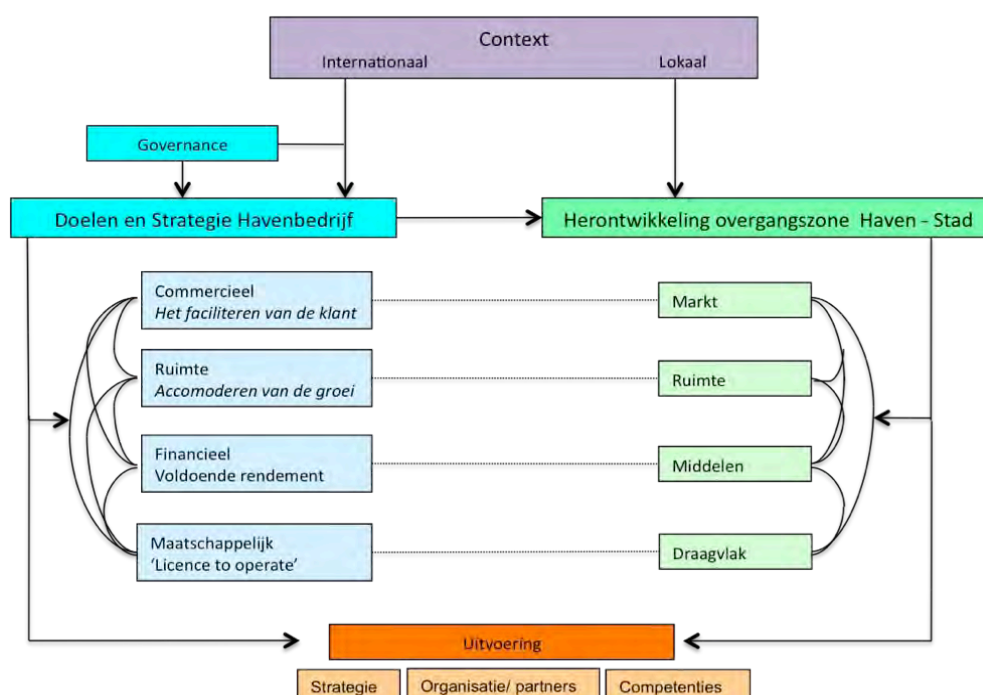 Context
Internationaal Lokaal
Governance
Doelen en Strategie Havenbedrijf
Herontwikkeling overgangszone Haven - Stad
Commercieel
Het faciliteren van de klant
Markt
Ruimte
Accomoderen van de groei
Ruimte
Financieel
Voldoende rendement
Middelen
Maatschappelijk
‘Licence to operate’
Draagvlak
Uitvoering
Strategie
Organisatie/ partners
Competenties